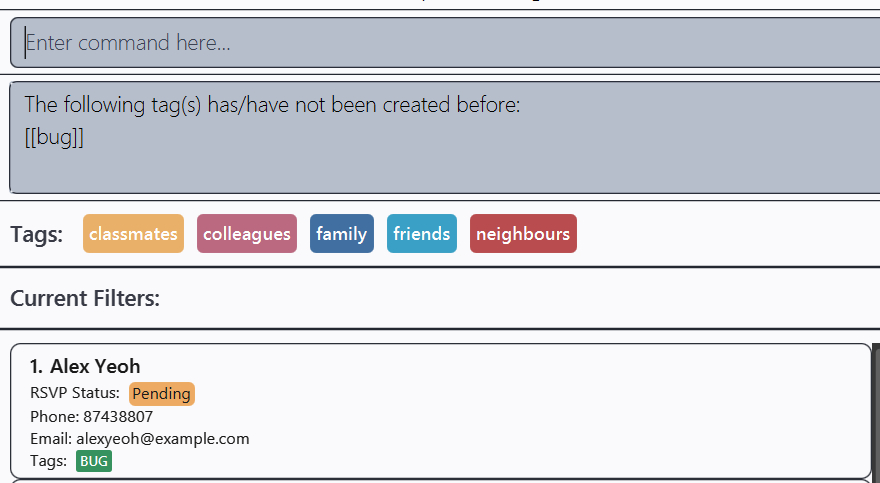 Enter command here...
The following tag(s) has/have not been created before:
[[bug]]
Tags: classmates colleagues family friends neighbours
Current Filters:
1. Alex Yeoh
RSVP Status: Pending
Phone: 87438807
Email: alexyeoh@example.com
Tags: BUG